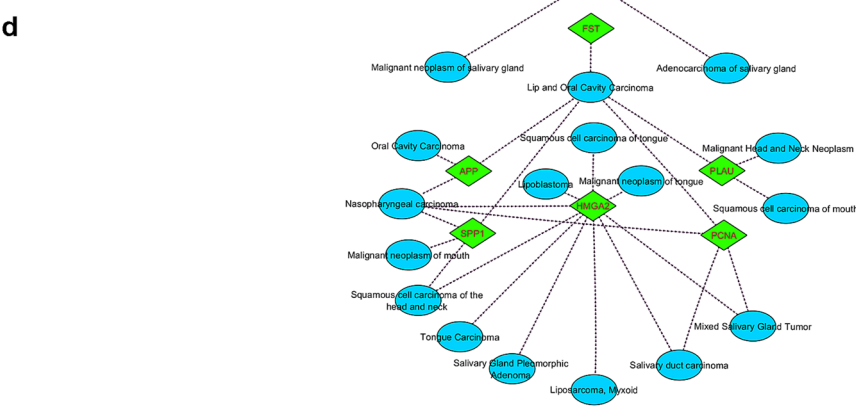 d
FST
Malignant neoplasm of salivary gland
Adenocarcinoma of salivary gland
Lip and Oral Cavity Carcinoma
Squamous cell carcinoma of tongue
Oral Cavity Carcinoma
Malignant Head and Neck Neoplasm
APP
PLAU
Lipoblastoma
Malignant neoplasm of tongue
Nasopharyngeal carcinoma
HMGA2
Squamous cell carcinoma of mouth
SPP1
PCNA
Malignant neoplasm of mouth
Squamous cell carcinoma of the
head and neck
Mixed Salivary Gland Tumor
Tongue Carcinoma
Salivary Gland Pleomorphic
Adenoma
Salivary duct carcinoma
Liposarcoma, Myxoid